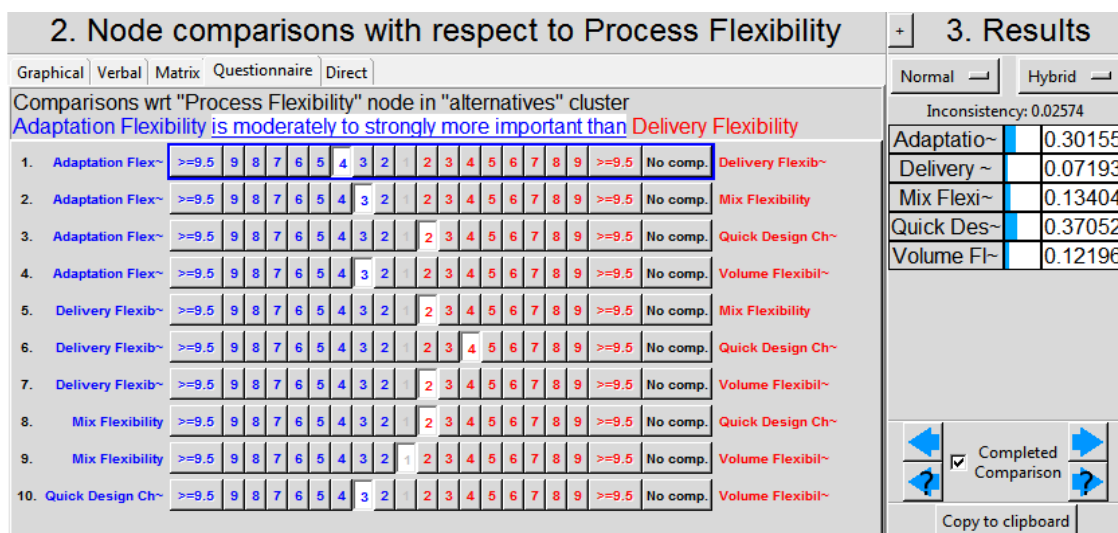 2. Node comparisons with respect to Process Flexibility
Graphical Verbal Matrix Questionnaire Direct
Comparisons wrt "Process Flexibility" node in "alternatives" cluster
Adaptation Flexibility is moderately to strongly more important than Delivery Flexibility
1. Adaptation Flex~ >=9.5 9 8 7 6 5 4 3 2 1 2 3 4 5 6 7 8 9 >=9.5 No comp. Delivery Flexib~
2. Adaptation Flex~ >=9.5 9 8 7 6 5 4 3 2 1 2 3 4 5 6 7 8 9 >=9.5 No comp. Mix Flexibility
3. Adaptation Flex~ >=9.5 9 8 7 6 5 4 3 2 1 2 3 4 5 6 7 8 9 >=9.5 No comp. Quick Design Ch~
4. Adaptation Flex~ >=9.5 9 8 7 6 5 4 3 2 1 2 3 4 5 6 7 8 9 >=9.5 No comp. Volume Flexibil~
5. Delivery Flexib~ >=9.5 9 8 7 6 5 4 3 2 1 2 3 4 5 6 7 8 9 >=9.5 No comp. Mix Flexibility
6. Delivery Flexib~ >=9.5 9 8 7 6 5 4 3 2 1 2 3 4 5 6 7 8 9 >=9.5 No comp. Quick Design Ch~
7. Delivery Flexib~ >=9.5 9 8 7 6 5 4 3 2 1 2 3 4 5 6 7 8 9 >=9.5 No comp. Volume Flexibil~
8. Mix Flexibility >=9.5 9 8 7 6 5 4 3 2 1 2 3 4 5 6 7 8 9 >=9.5 No comp. Quick Design Ch~
9. Mix Flexibility >=9.5 9 8 7 6 5 4 3 2 1 2 3 4 5 6 7 8 9 >=9.5 No comp. Volume Flexibil~
10. Quick Design Ch~ >=9.5 9 8 7 6 5 4 3 2 1 2 3 4 5 6 7 8 9 >=9.5 No comp. Volume Flexibil~
+ 3. Results
Normal Hybrid
Inconsistency: 0.02574
Adaptatio~ 0.30155
Delivery ~ 0.07193
Mix Flexi~ 0.13404
Quick Des~ 0.37052
Volume Fl~ 0.12196
Completed
Comparison
? ?
Copy to clipboard